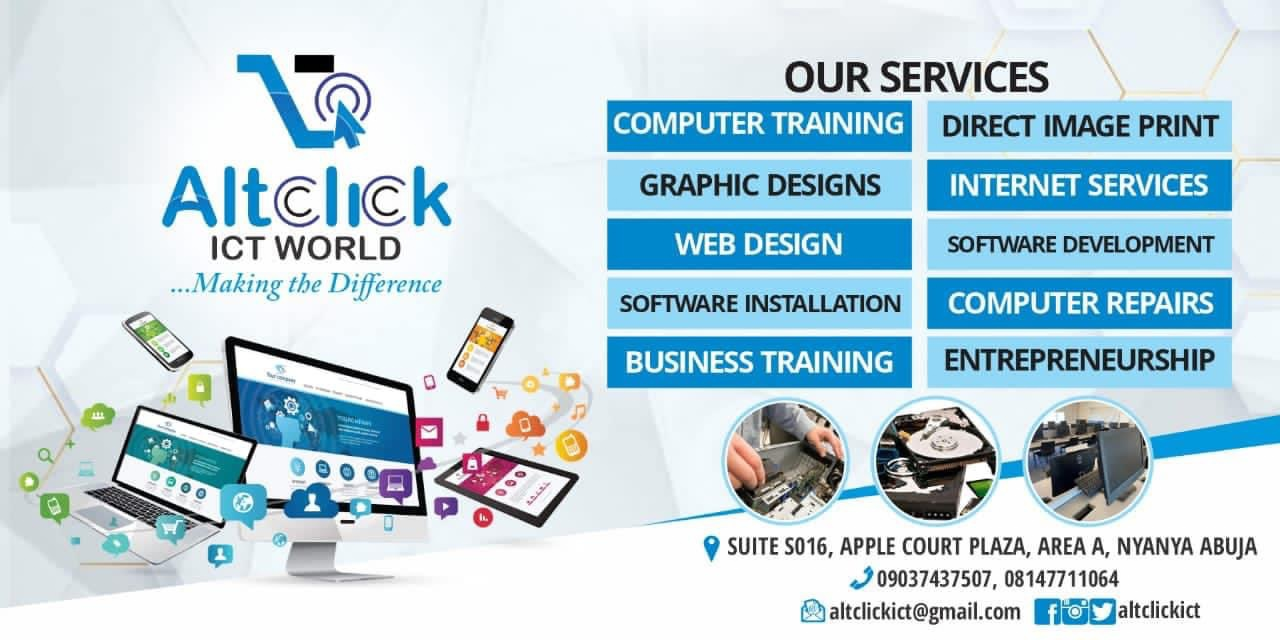 Altclick
ICT WORLD
...Making the Difference
OUR SERVICES
COMPUTER TRAINING
DIRECT IMAGE PRINT
GRAPHIC DESIGNS
INTERNET SERVICES
WEB DESIGN
SOFTWARE DEVELOPMENT
SOFTWARE INSTALLATION
COMPUTER REPAIRS
BUSINESS TRAINING
ENTREPRENEURSHIP
SUITE S016, APPLE COURT PLAZA, AREA A, NYANYA ABUJA
09037437507, 08147711064
altclickict@gmail.com altclickict